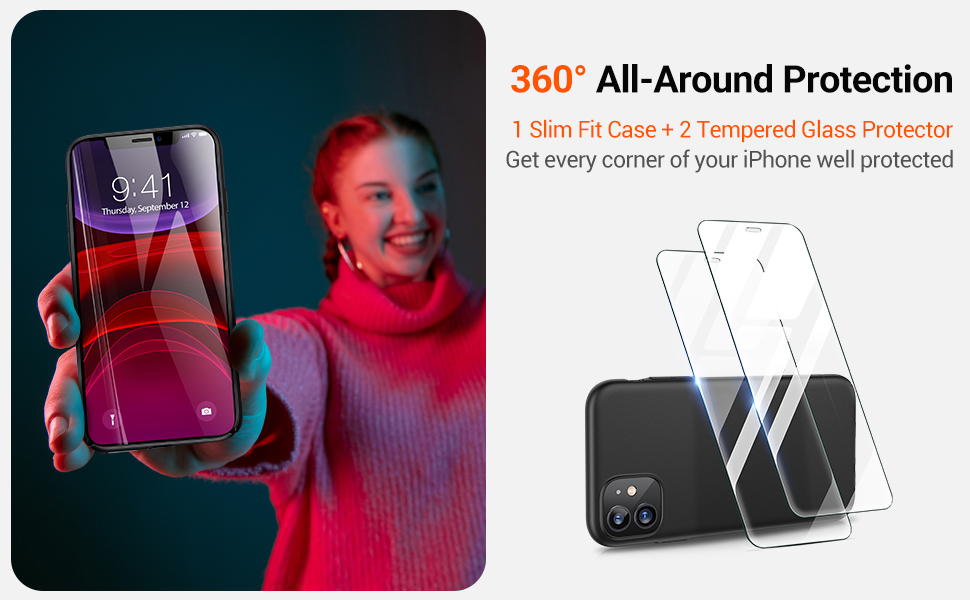 9:41
Thursday, September 12
360° All-Around Protection
1 Slim Fit Case + 2 Tempered Glass Protector
Get every corner of your iPhone well protected